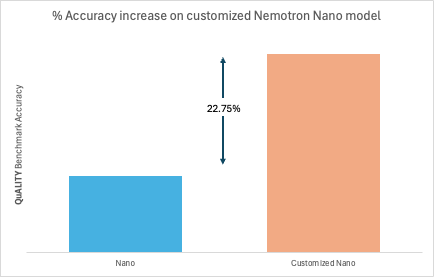 % Accuracy increase on customized Nemotron Nano model
QuALITY Benchmark Accuracy
22.75%
Nano
Customized Nano